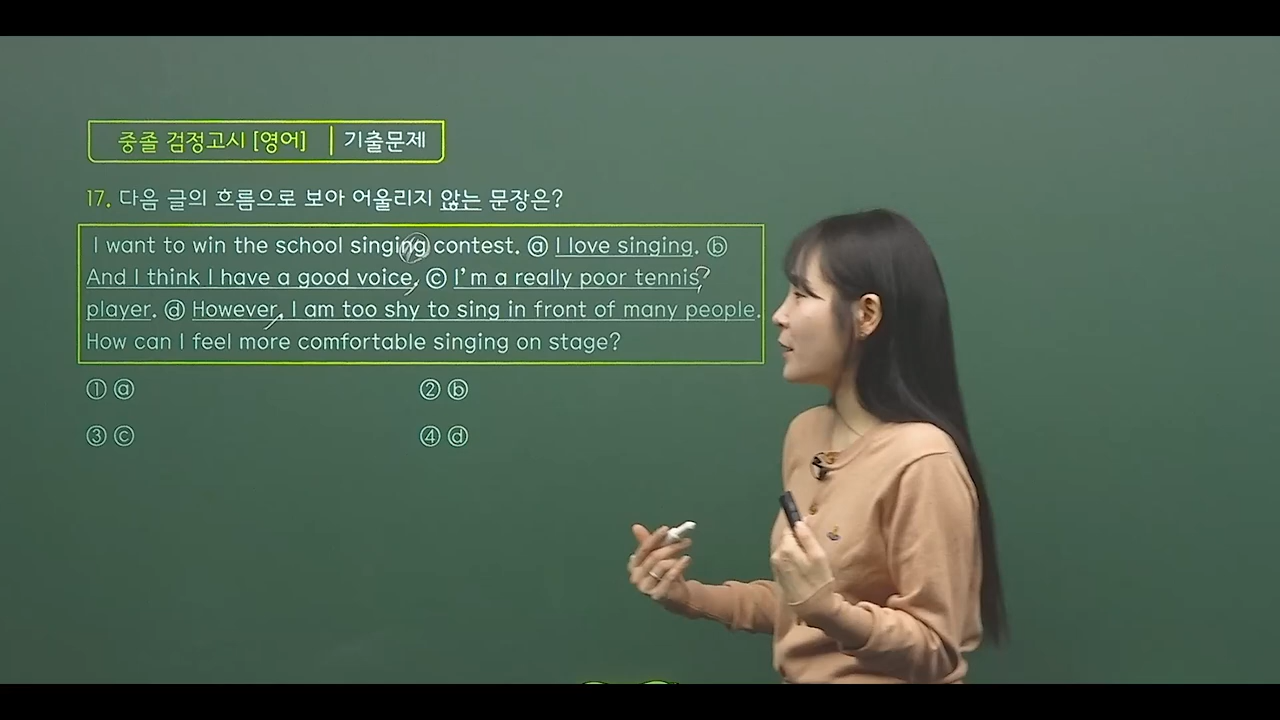 중졸 검정고시 [영어] | 기출문제
17. 다음 글의 흐름으로 보아 어울리지 않는 문장은?
I want to win the school singing contest. ⓐ I love singing. ⓑ
And I think I have a good voice. ⓒ I'm a really poor tennis
player. ⓓ However, I am too shy to sing in front of many people.
How can I feel more comfortable singing on stage?
① ⓐ ② ⓑ
③ ⓒ ④ ⓓ